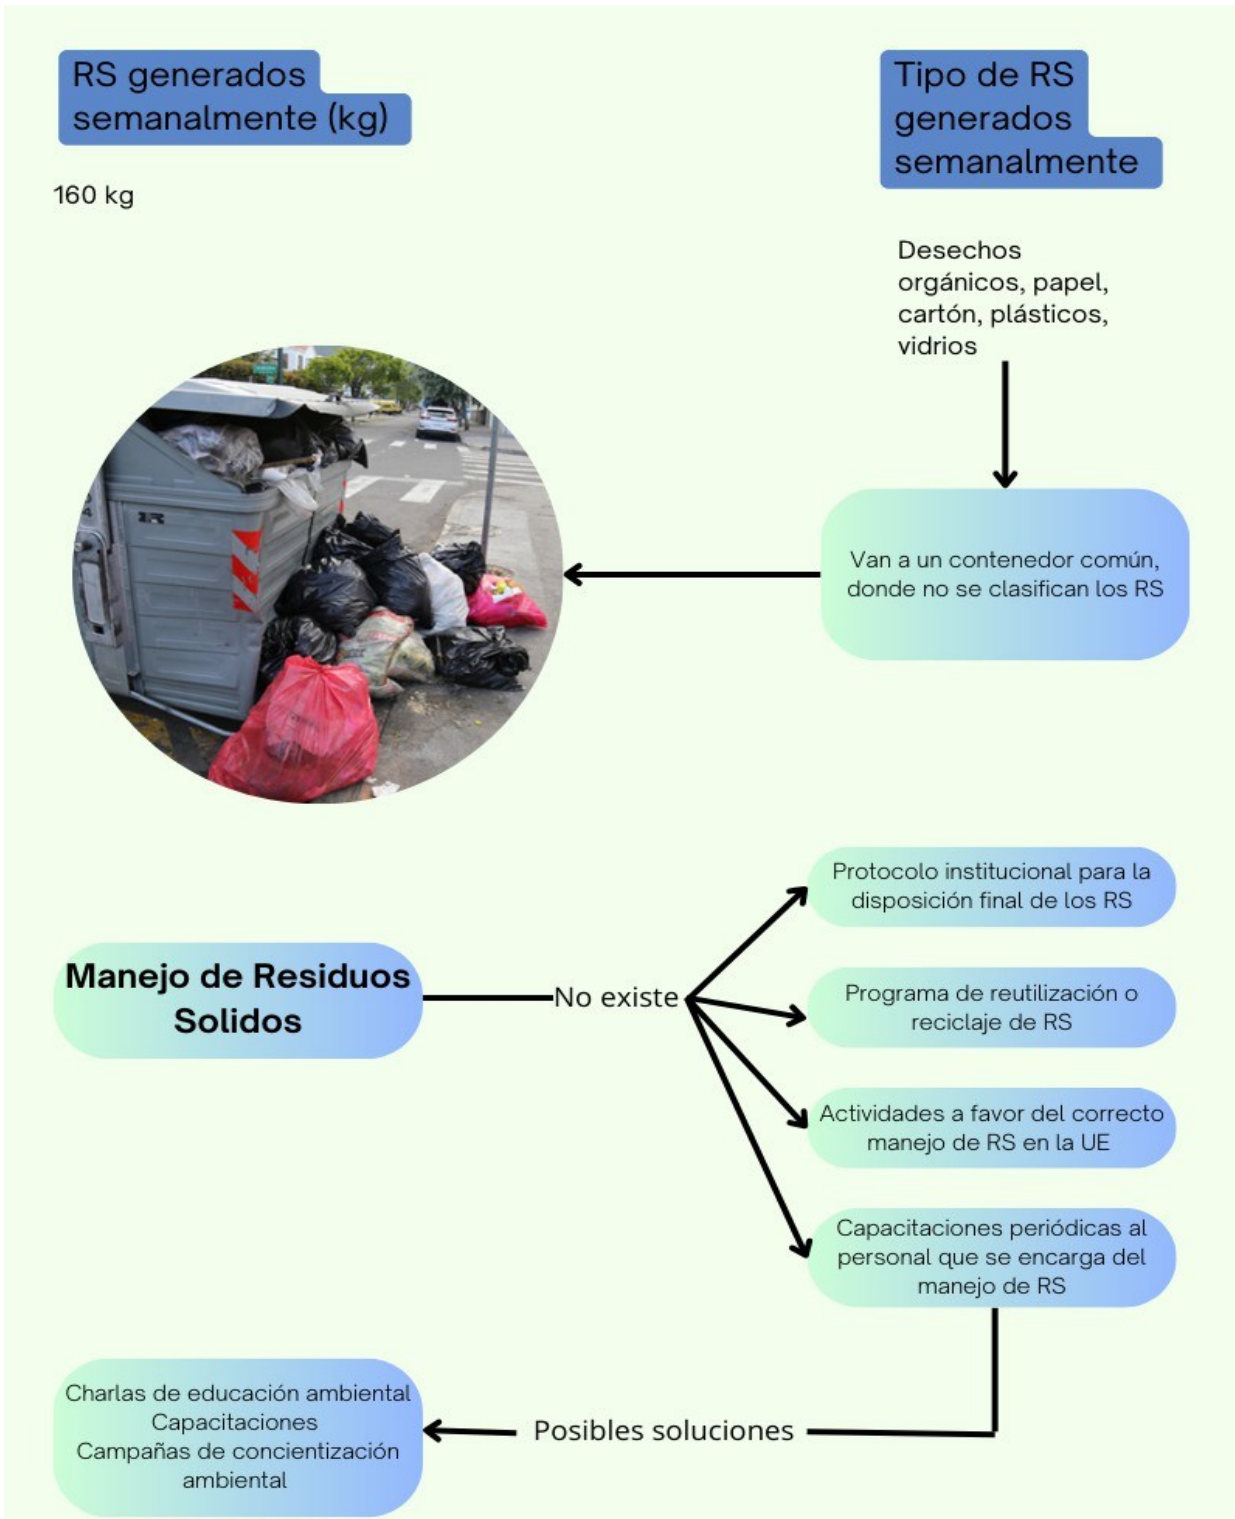 RS generados
semanalmente (kg)
160 kg
Tipo de RS
generados
semanalmente
Desechos
orgánicos, papel,
cartón, plásticos,
vidrios
Van a un contenedor común,
donde no se clasifican los RS
Manejo de Residuos
Solidos
No existe
Protocolo institucional para la
disposición final de los RS
Programa de reutilización o
reciclaje de RS
Actividades a favor del correcto
manejo de RS en la UE
Capacitaciones periódicas al
personal que se encarga del
manejo de RS
Posibles soluciones
Charlas de educación ambiental
Capacitaciones
Campañas de concientización
ambiental